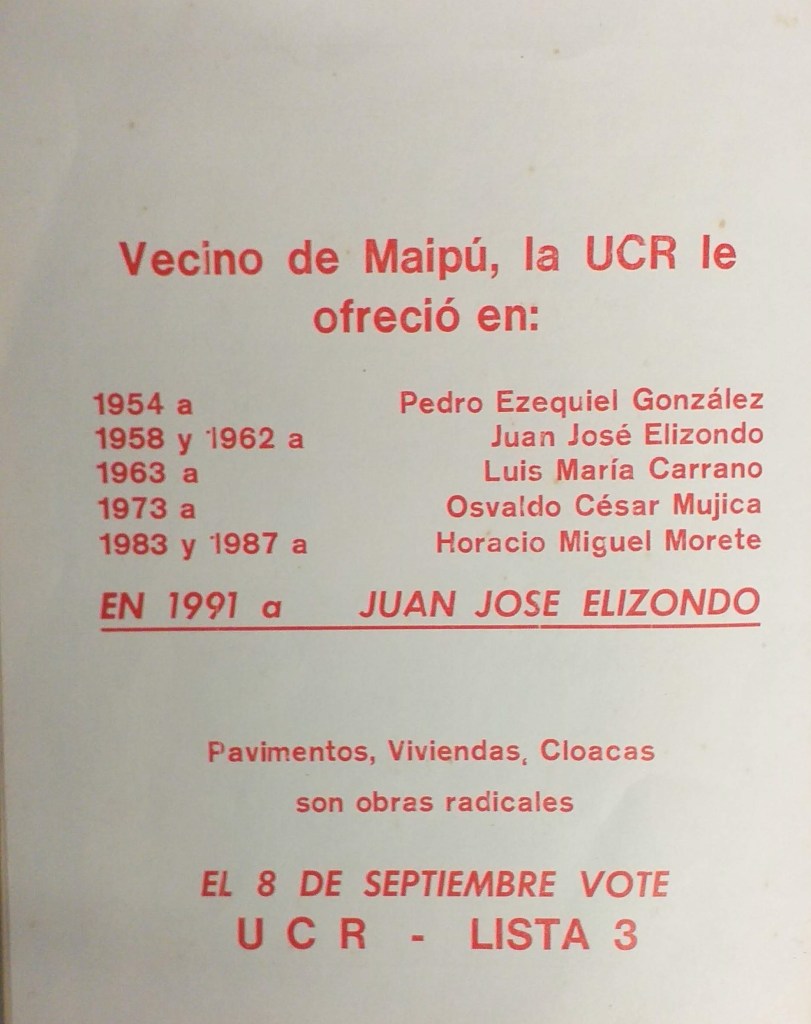 Vecino de Maipú, la UCR le
ofreció en:
1954 a Pedro Ezequiel González
1958 y 1962 a Juan José Elizondo
1963 a Luis María Carrano
1973 a Osvaldo César Mujica
1983 y 1987 a Horacio Miguel Morete
EN 1991 a JUAN JOSE ELIZONDO
Pavimentos, Viviendas, Cloacas
son obras radicales
EL 8 DE SEPTIEMBRE VOTE
U C R - LISTA 3